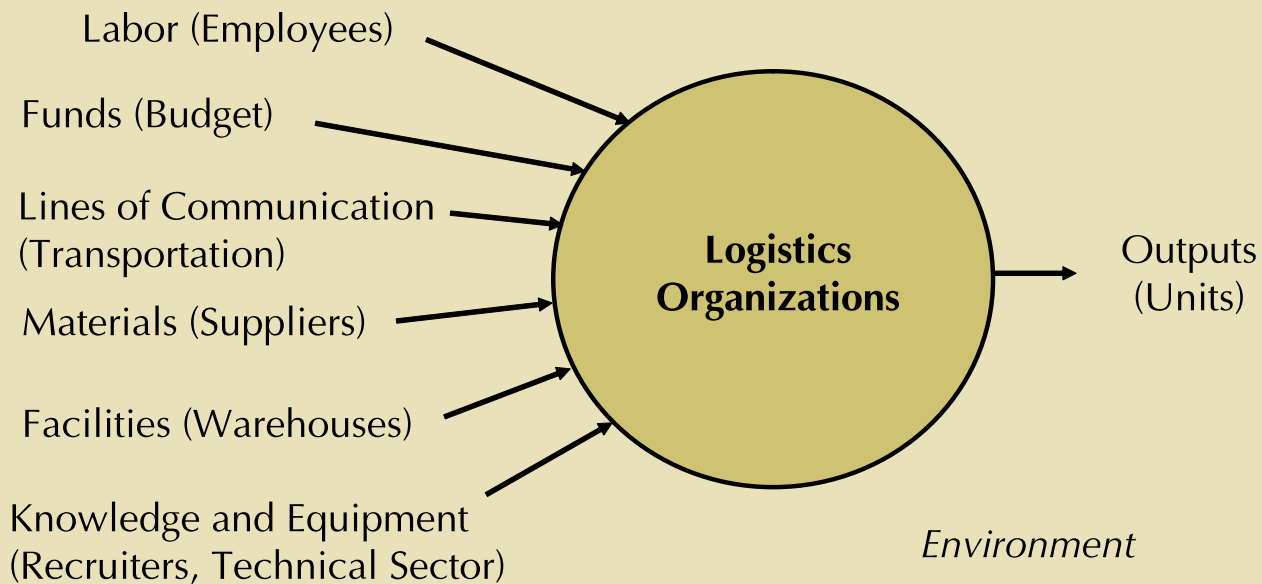 Labor (Employees)
Funds (Budget)
Lines of Communication
(Transportation)
Materials (Suppliers)
Facilities (Warehouses)
Knowledge and Equipment
(Recruiters, Technical Sector)
Logistics
Organizations
Outputs
(Units)
Environment